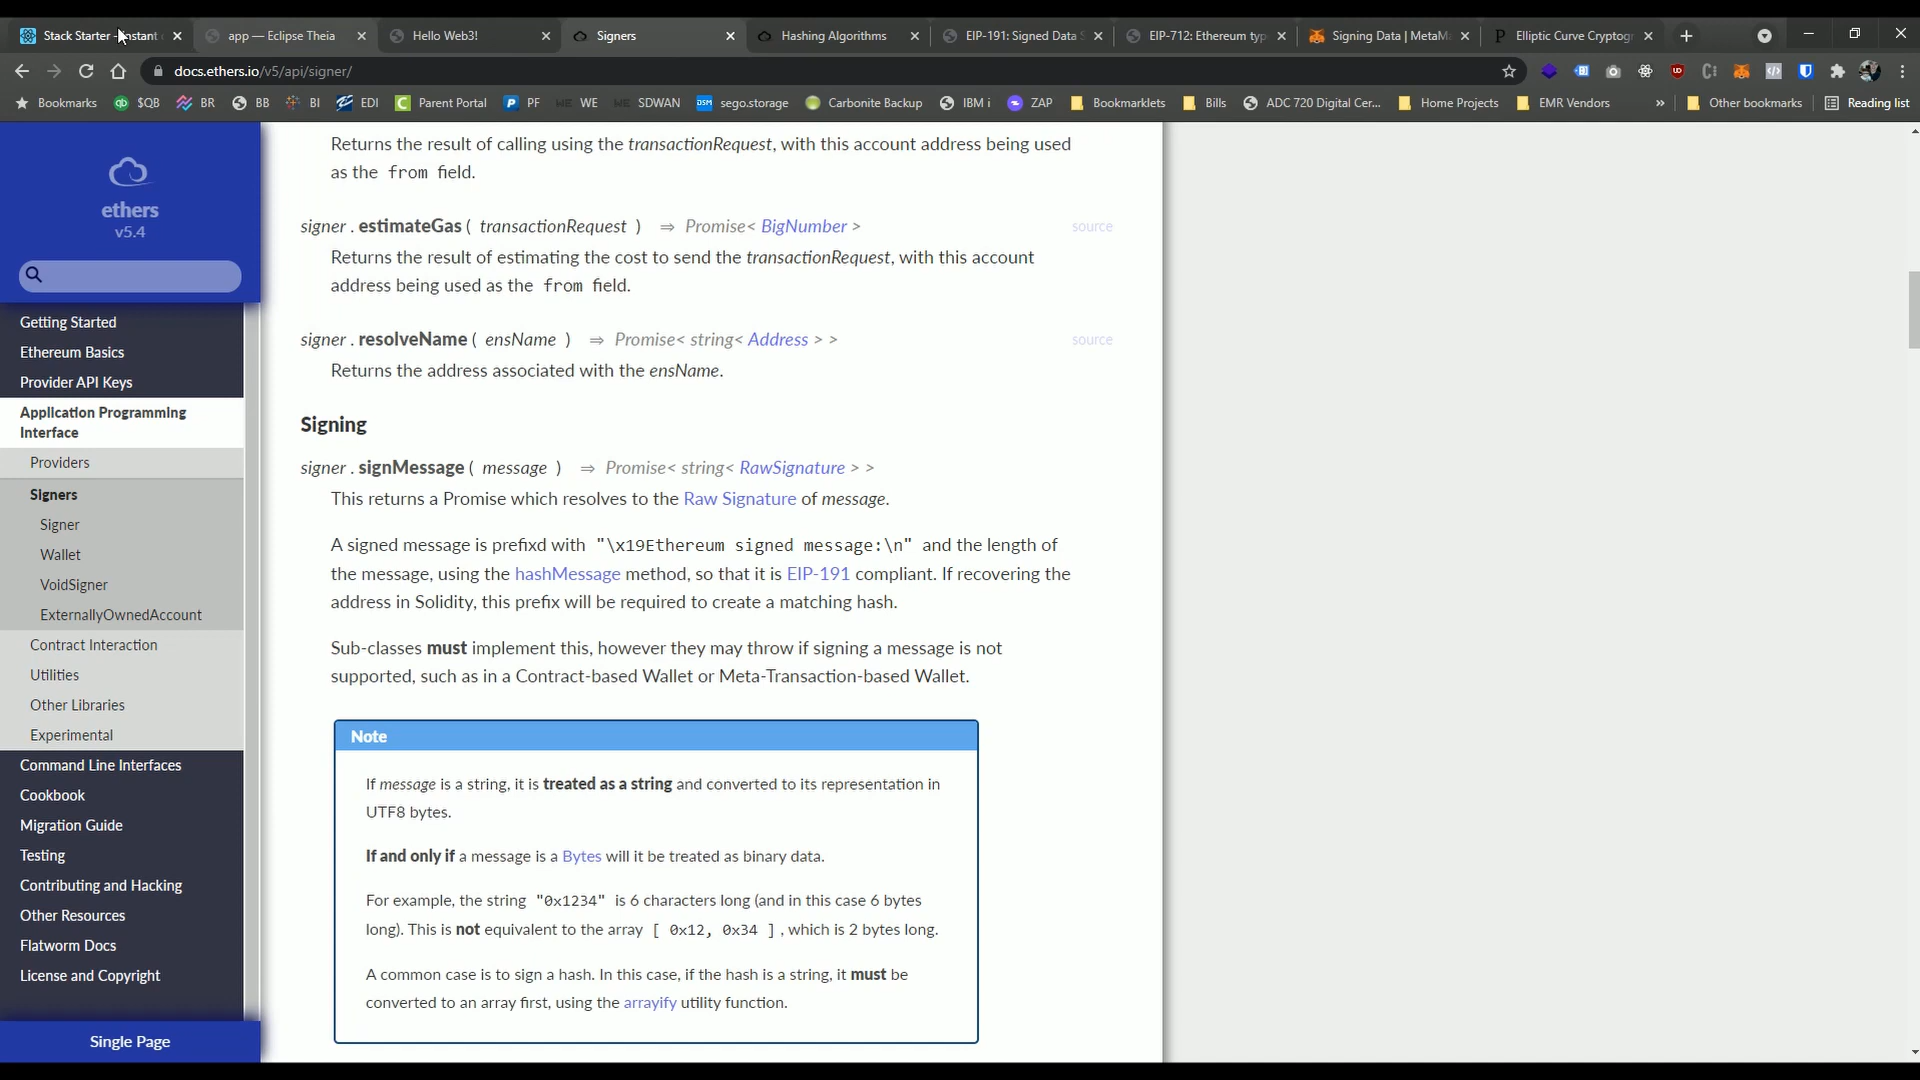 Stack Starter - Instant
app — Eclipse Theia
Hello Web3!
Signers
Hashing Algorithms
EIP-191: Signed Data S
EIP-712: Ethereum typ
Signing Data | MetaM
Elliptic Curve Cryptog
docs.ethers.io/v5/api/signer/
Bookmarks
$QB
BR
BB
BI
EDI
Parent Portal
PF
WE
SDWAN
sego.storage
Carbonite Backup
IBM i
ZAP
Bookmarklets
Bills
ADC 720 Digital Cer...
Home Projects
EMR Vendors
»
Other bookmarks
Reading list
ethers
v5.4
Getting Started
Ethereum Basics
Provider API Keys
Application Programming
Interface
Providers
Signers
Signer
Wallet
VoidSigner
ExternallyOwnedAccount
Contract Interaction
Utilities
Other Libraries
Experimental
Command Line Interfaces
Cookbook
Migration Guide
Testing
Contributing and Hacking
Other Resources
Flatworm Docs
License and Copyright
Single Page
Returns the result of calling using the transactionRequest, with this account address being used
as the from field.
signer . estimateGas ( transactionRequest ) ⇒ Promise< BigNumber > source
Returns the result of estimating the cost to send the transactionRequest, with this account
address being used as the from field.
signer . resolveName ( ensName ) ⇒ Promise< string< Address > > source
Returns the address associated with the ensName.
Signing
signer . signMessage ( message ) ⇒ Promise< string< RawSignature > >
This returns a Promise which resolves to the Raw Signature of message.
A signed message is prefixd with "\x19Ethereum signed message:\n" and the length of
the message, using the hashMessage method, so that it is EIP-191 compliant. If recovering the
address in Solidity, this prefix will be required to create a matching hash.
Sub-classes must implement this, however they may throw if signing a message is not
supported, such as in a Contract-based Wallet or Meta-Transaction-based Wallet.
Note
If message is a string, it is treated as a string and converted to its representation in
UTF8 bytes.
If and only if a message is a Bytes will it be treated as binary data.
For example, the string "0x1234" is 6 characters long (and in this case 6 bytes
long). This is not equivalent to the array [ 0x12, 0x34 ] , which is 2 bytes long.
A common case is to sign a hash. In this case, if the hash is a string, it must be
converted to an array first, using the arrayify utility function.